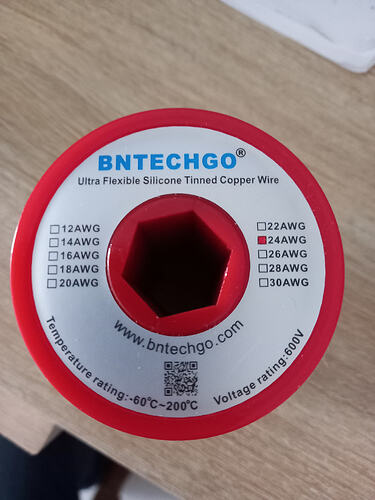 BNTECHGO®
Ultra Flexible Silicone Tinned Copper Wire
12AWG
14AWG
16AWG
18AWG
20AWG
22AWG
24AWG
26AWG
28AWG
30AWG
www.bntechgo.com
Temperature rating:-60℃~200℃
Voltage rating:600V